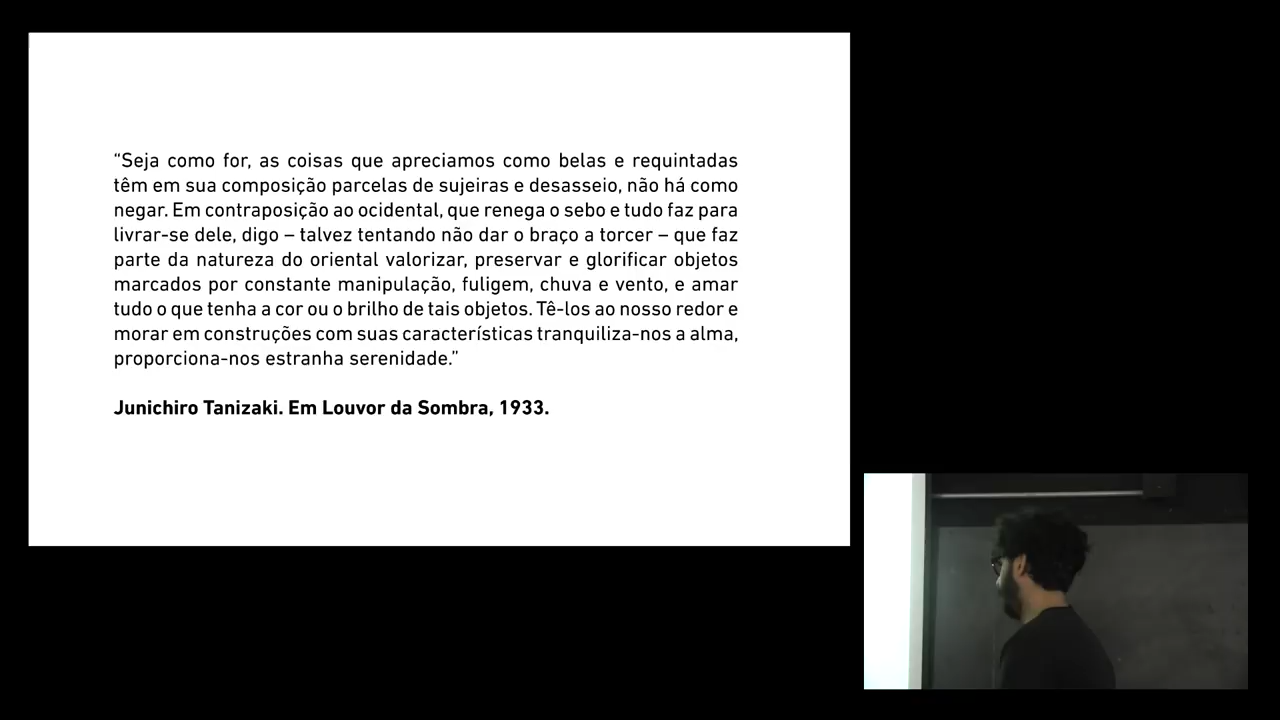 “Seja como for, as coisas que apreciamos como belas e requintadas
têm em sua composição parcelas de sujeiras e desasseio, não há como
negar. Em contraposição ao ocidental, que renega o sebo e tudo faz para
livrar-se dele, digo – talvez tentando não dar o braço a torcer – que faz
parte da natureza do oriental valorizar, preservar e glorificar objetos
marcados por constante manipulação, fuligem, chuva e vento, e amar
tudo o que tenha a cor ou o brilho de tais objetos. Tê-los ao nosso redor e
morar em construções com suas características tranquiliza-nos a alma,
proporciona-nos estranha serenidade.”
Junichiro Tanizaki. Em Louvor da Sombra, 1933.